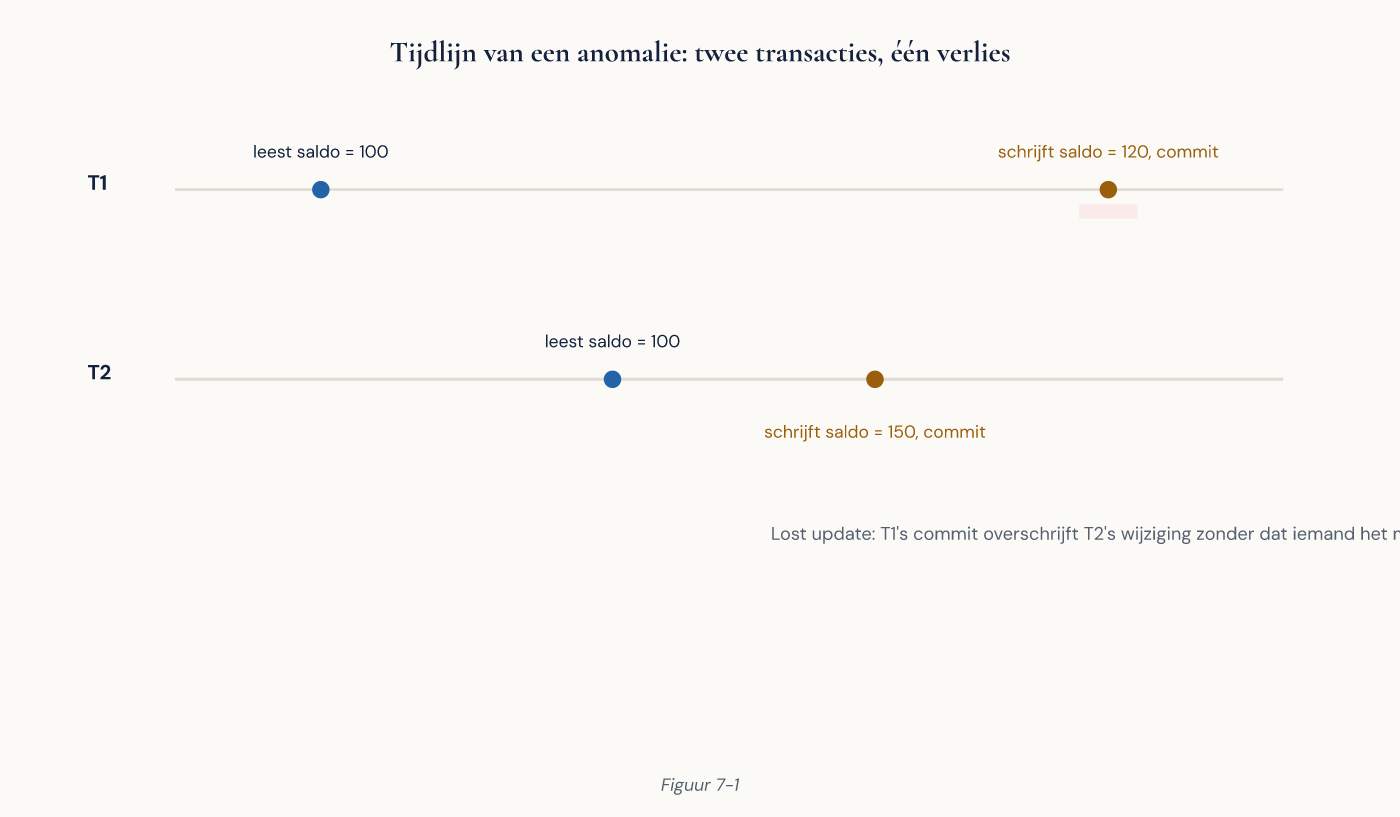 Tijdlijn van een anomalie: twee transacties, één verlies
leest saldo = 100
schrijft saldo = 120, commit
T1
leest saldo = 100
T2
schrijft saldo = 150, commit
Lost update: T1's commit overschrijft T2's wijziging zonder dat iemand het
Figuur 7-1